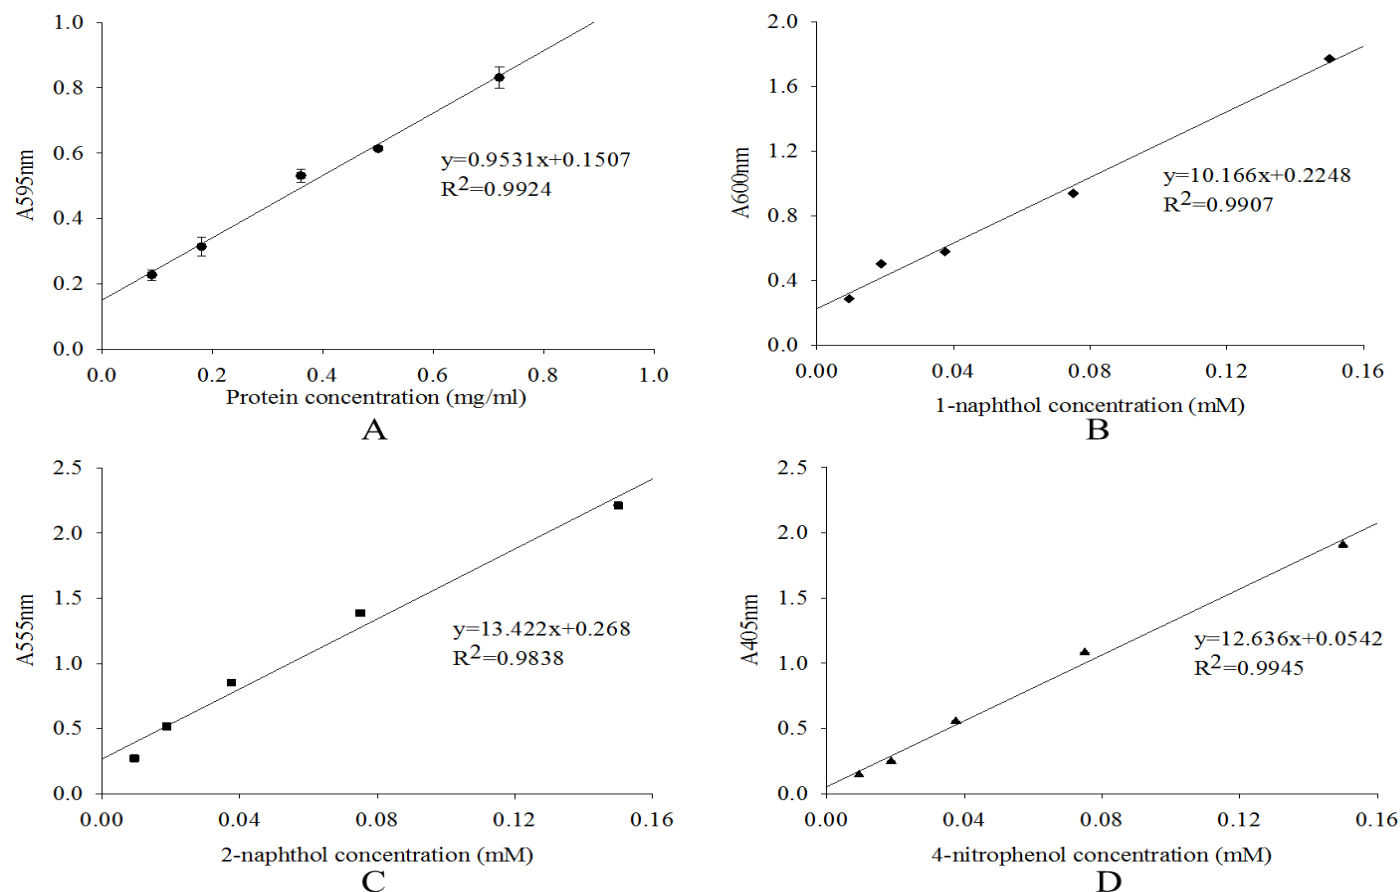 1.0
0.8
0.6
0.4
0.2
0.0
A595nm
y=0.9531x+0.1507
R2=0.9924
0.0 0.2 0.4 0.6 0.8 1.0
Protein concentration (mg/ml)
A
2.0
1.6
1.2
0.8
0.4
0.0
A600nm
y=10.166x+0.2248
R2=0.9907
0.00 0.04 0.08 0.12 0.16
1-naphthol concentration (mM)
B
2.5
2.0
1.5
1.0
0.5
0.0
A555nm
y=13.422x+0.268
R2=0.9838
0.00 0.04 0.08 0.12 0.16
2-naphthol concentration (mM)
C
2.5
2.0
1.5
1.0
0.5
0.0
A405nm
y=12.636x+0.0542
R2=0.9945
0.00 0.04 0.08 0.12 0.16
4-nitrophenol concentration (mM)
D